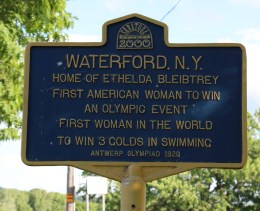 2000
WATERFORD, N.Y.
HOME OF ETHELDA BLEIBTREY
FIRST AMERICAN WOMAN TO WIN
AN OLYMPIC EVENT
FIRST WOMAN IN THE WORLD
TO WIN 3 GOLDS IN SWIMMING
ANTWERP OLYMPIAD 1920